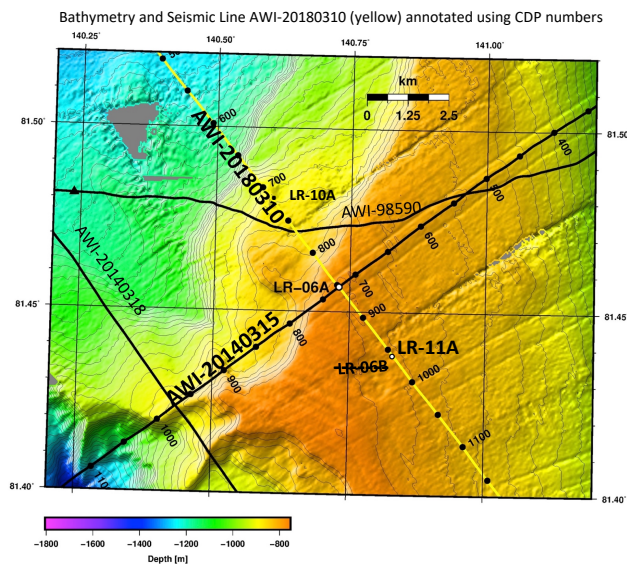 Bathymetry and Seismic Line AWI-20180310 (yellow) annotated using CDP numbers
140.25 140.50 140.75 141.00
km
0.00 1.25 2.5
81.50 81.50
600
400
AWI-20180310
700
LR-10A
500
AWI-98590
600
800
AWI-20140318
LR-06A
700
81.45 81.45
900
800
LR-11A
LR-06B
AWI-20140315
900
1000
1000
1100
81.40 81.40
-1800 -1600 -1400 -1200 -1000 -800
Depth [m]